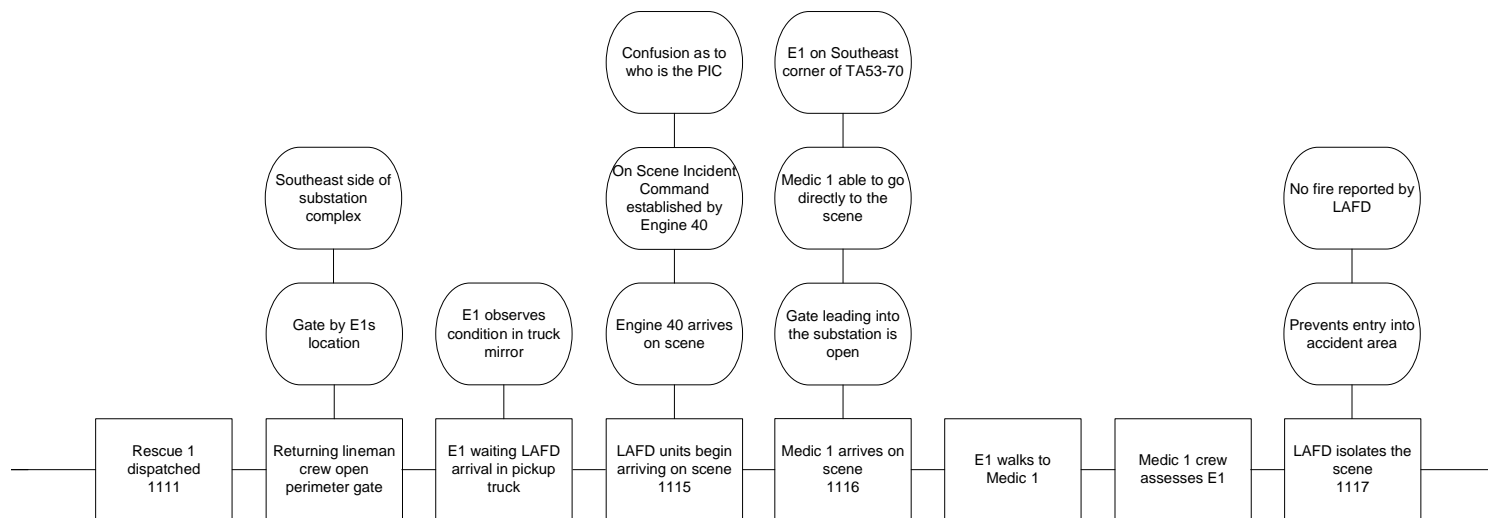 Confusion as to
who is the PIC
E1 on Southeast
corner of TA53-70
Southeast side of
substation
complex
On Scene Incident
Command
established by
Engine 40
Medic 1 able to go
directly to the
scene
No fire reported by
LAFD
Gate by E1s
location
E1 observes
condition in truck
mirror
Engine 40 arrives
on scene
Gate leading into
the substation is
open
Prevents entry into
accident area
Rescue 1
dispatched
1111
Returning lineman
crew open
perimeter gate
E1 waiting LAFD
arrival in pickup
truck
LAFD units begin
arriving on scene
1115
Medic 1 arrives on
scene
1116
E1 walks to
Medic 1
Medic 1 crew
assesses E1
LAFD isolates the
scene
1117